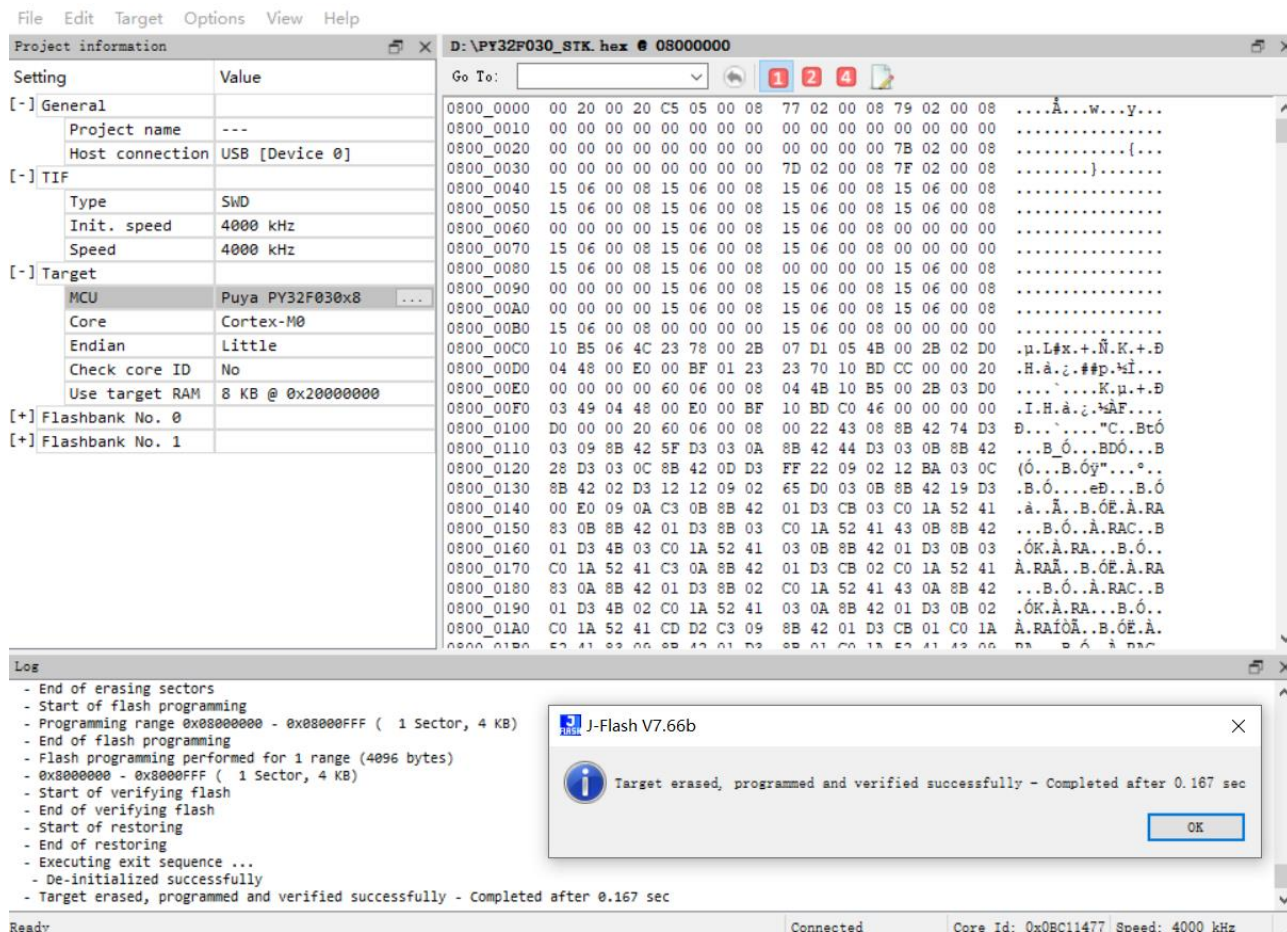 File Edit Target Options View Help
Project information
Setting Value
[-] General
Project name ---
Host connection USB [Device 0]
[-] TIF
Type SWD
Init. speed 4000 kHz
Speed 4000 kHz
[-] Target
MCU Puya PY32F030x8 ...
Core Cortex-M0
Endian Little
Check core ID No
Use target RAM 8 KB @ 0x20000000
[+] Flashbank No. 0
[+] Flashbank No. 1
D:\PY32F030_STK.hex @ 08000000
Go To: 1 2 4
0800_0000 00 20 00 20 C5 05 00 08 77 02 00 08 79 02 00 08 . . .Å...w...y...
0800_0010 00 00 00 00 00 00 00 00 00 00 00 00 00 00 00 00 ................
0800_0020 00 00 00 00 00 00 00 00 00 00 00 00 7B 02 00 08 ............{...
0800_0030 00 00 00 00 00 00 00 00 7D 02 00 08 7F 02 00 08 ........}.......
0800_0040 15 06 00 08 15 06 00 08 15 06 00 08 15 06 00 08 ................
0800_0050 15 06 00 08 15 06 00 08 15 06 00 08 15 06 00 08 ................
0800_0060 00 00 00 00 15 06 00 08 15 06 00 08 00 00 00 00 ................
0800_0070 15 06 00 08 15 06 00 08 15 06 00 08 00 00 00 00 ................
0800_0080 15 06 00 08 15 06 00 08 00 00 00 00 15 06 00 08 ................
0800_0090 00 00 00 00 15 06 00 08 15 06 00 08 15 06 00 08 ................
0800_00A0 00 00 00 00 15 06 00 08 15 06 00 08 15 06 00 08 ................
0800_00B0 15 06 00 08 00 00 00 00 15 06 00 08 00 00 00 00 ................
0800_00C0 10 B5 06 4C 23 78 00 2B 07 D1 05 4B 00 2B 02 D0 .µ.L#x.+.Ñ.K.+.Ð
0800_00D0 04 48 00 E0 00 BF 01 23 23 70 10 BD CC 00 00 20 .H.à.¿.##p.½Ì...
0800_00E0 00 00 00 00 60 06 00 08 04 4B 10 B5 00 2B 03 D0 ....`....K.µ.+.Ð
0800_00F0 03 49 04 48 00 E0 00 BF 10 BD C0 46 00 00 00 00 .I.H.à.¿.½ÀF....
0800_0100 D0 00 00 20 60 06 00 08 00 22 43 08 8B 42 74 D3 Ð...`...."C..BtÓ
0800_0110 03 09 8B 42 5F D3 03 0A 8B 42 44 D3 03 0B 8B 42 ...B_Ó...BDÓ...B
0800_0120 28 D3 03 0C 8B 42 0D D3 FF 22 09 02 12 BA 03 0C (Ó...B.Óÿ"...º..
0800_0130 8B 42 02 D3 12 12 09 02 65 D0 03 0B 8B 42 19 D3 .B.Ó....eÐ...B.Ó
0800_0140 00 E0 09 0A C3 0B 8B 42 01 D3 CB 03 C0 1A 52 41 .à..Ã..B.ÓË.À.RA
0800_0150 83 0B 8B 42 01 D3 8B 03 C0 1A 52 41 43 0B 8B 42 ...B.Ó..À.RAC..B
0800_0160 01 D3 4B 03 C0 1A 52 41 03 0B 8B 42 01 D3 0B 03 .ÓK.À.RA...B.Ó..
0800_0170 C0 1A 52 41 C3 0A 8B 42 01 D3 CB 02 C0 1A 52 41 À.RAÃ..B.ÓË.À.RA
0800_0180 83 0A 8B 42 01 D3 8B 02 C0 1A 52 41 43 0A 8B 42 ...B.Ó..À.RAC..B
0800_0190 01 D3 4B 02 C0 1A 52 41 03 0A 8B 42 01 D3 0B 02 .ÓK.À.RA...B.Ó..
0800_01A0 C0 1A 52 41 CD D2 C3 09 8B 42 01 D3 CB 01 C0 1A À.RAÍÒÃ..B.ÓË.À.
Log
- End of erasing sectors
- Start of flash programming
- Programming range 0x08000000 - 0x08000FFF ( 1 Sector, 4 KB)
- End of flash programming
- Flash programming performed for 1 range (4096 bytes)
- 0x8000000 - 0x8000FFF ( 1 Sector, 4 KB)
- Start of verifying flash
- End of verifying flash
- Start of restoring
- End of restoring
- Executing exit sequence ...
- De-initialized successfully
- Target erased, programmed and verified successfully - Completed after 0.167 sec
J-Flash V7.66b
Target erased, programmed and verified successfully - Completed after 0.167 sec
OK
Ready Connected Core Id: 0x0BC11477 Speed: 4000 kHz